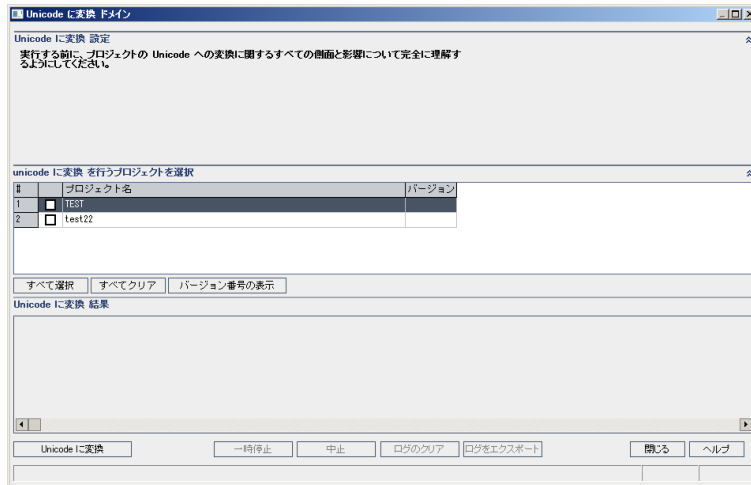 Unicode に変換 ドメイン
Unicode に変換 設定
実行する前に、プロジェクトの Unicode への変換に関するすべての側面と影響について完全に理解す
るようにしてください。
unicode に変換 を行うプロジェクトを選択
# プロジェクト名 バージョン
1 TEST
2 test22
すべて選択 すべてクリア バージョン番号の表示
Unicode に変換 結果
Unicode に変換 一時停止 中止 ログのクリア ログをエクスポート 閉じる ヘルプ